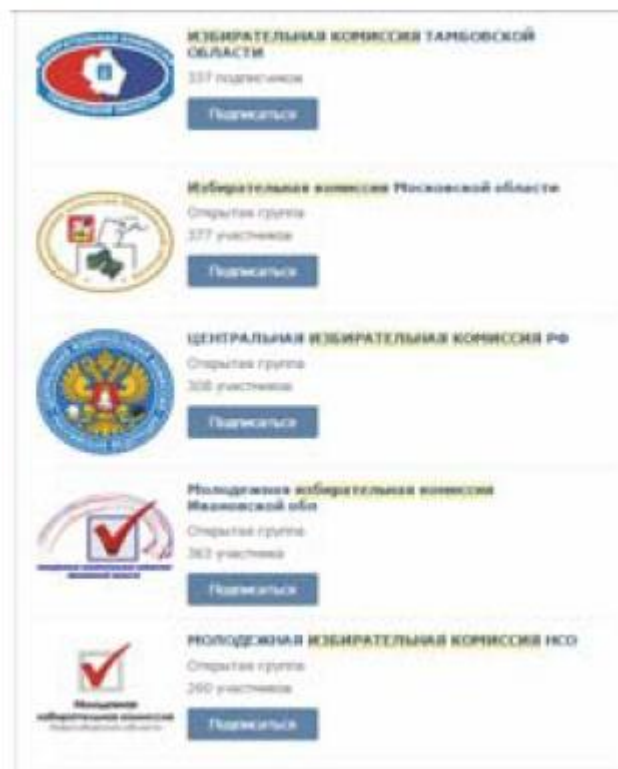 ИЗБИРАТЕЛЬНАЯ КОМИССИЯ ТАМБОВСКОЙ
ОБЛАСТИ
337 подписчиков
Подписаться
Избирательная комиссия Московской области
Открытая группа
377 участников
Подписаться
ЦЕНТРАЛЬНАЯ ИЗБИРАТЕЛЬНАЯ КОМИССИЯ РФ
Открытая группа
308 участников
Подписаться
Молодежная избирательная комиссия
Ивановской обл
Открытая группа
363 участника
Подписаться
МОЛОДЕЖНАЯ ИЗБИРАТЕЛЬНАЯ КОМИССИЯ НСО
Открытая группа
260 участников
Молодежная
избирательная комиссия
Новосибирской области
Подписаться